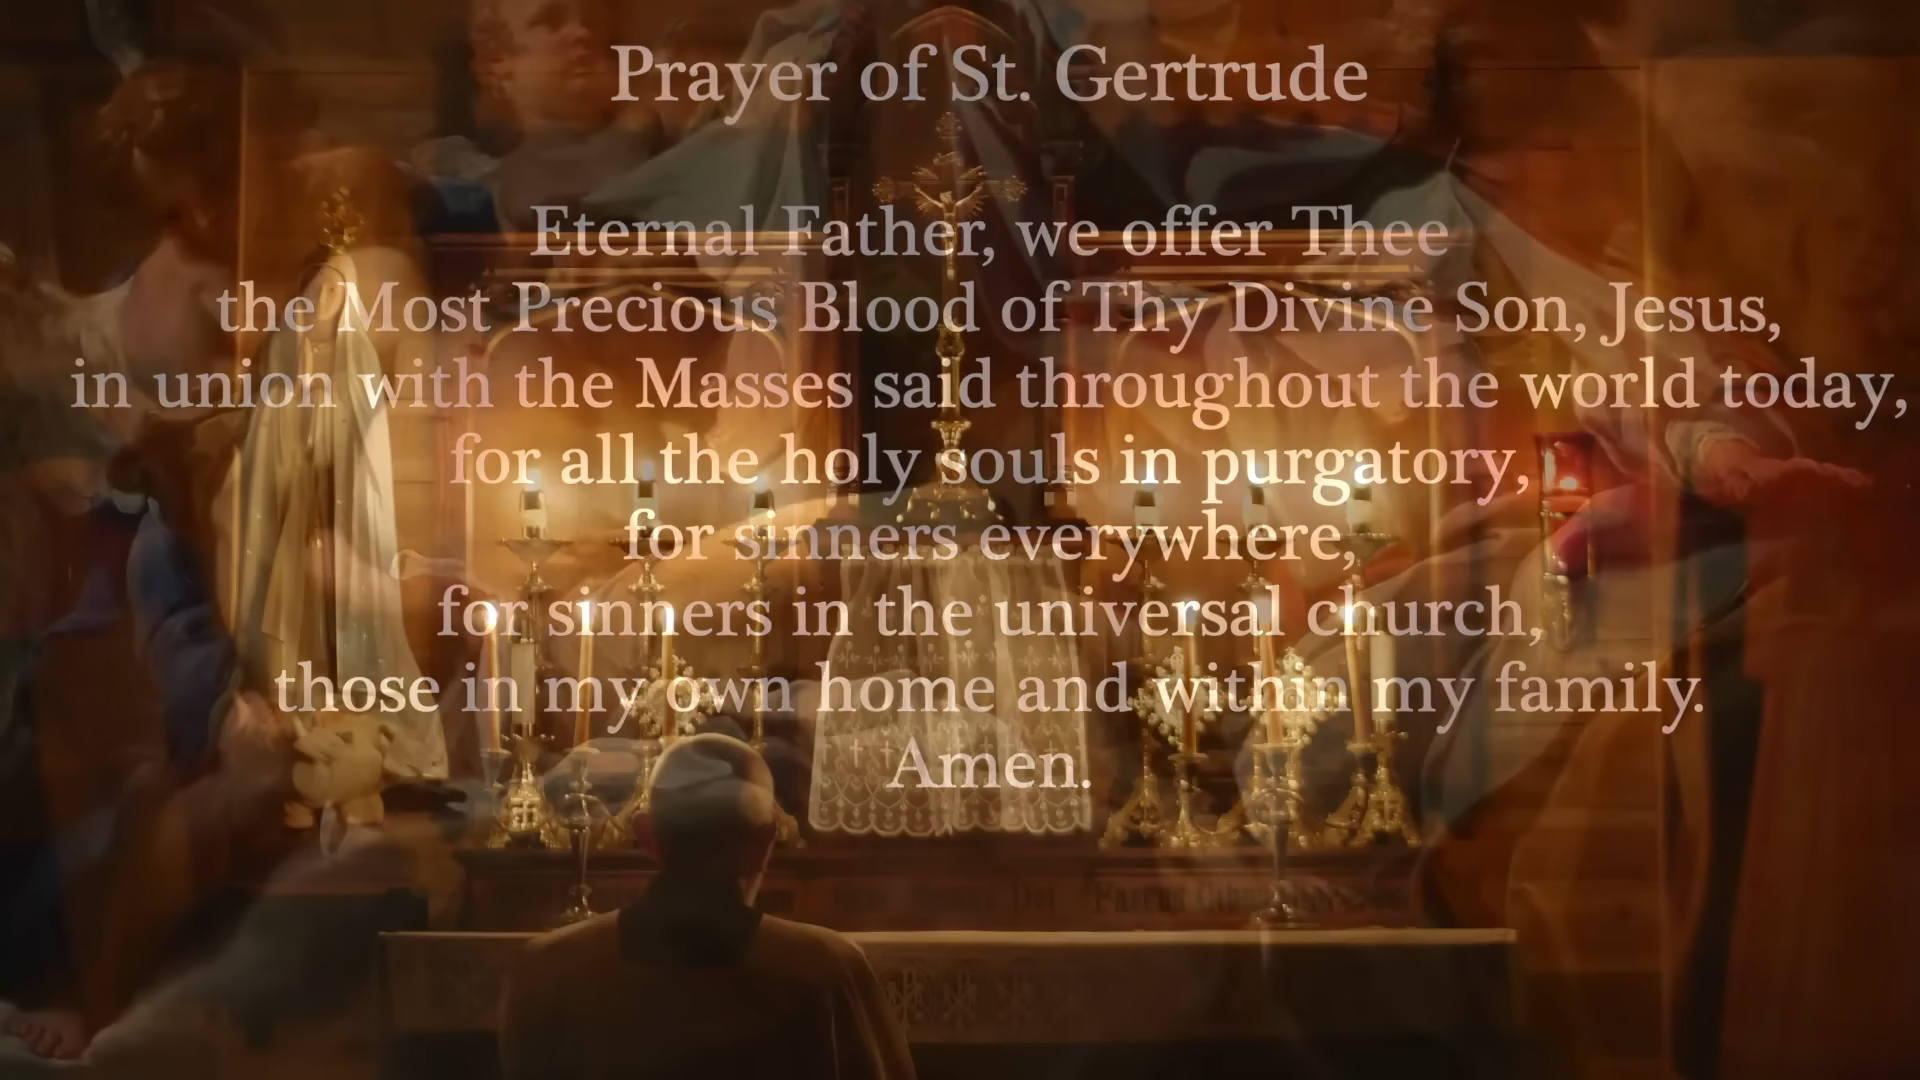 Prayer of St. Gertrude
Eternal Father, we offer Thee
the Most Precious Blood of Thy Divine Son, Jesus,
in union with the Masses said throughout the world today,
for all the holy souls in purgatory,
for sinners everywhere,
for sinners in the universal church,
those in my own home and within my family.
Amen.